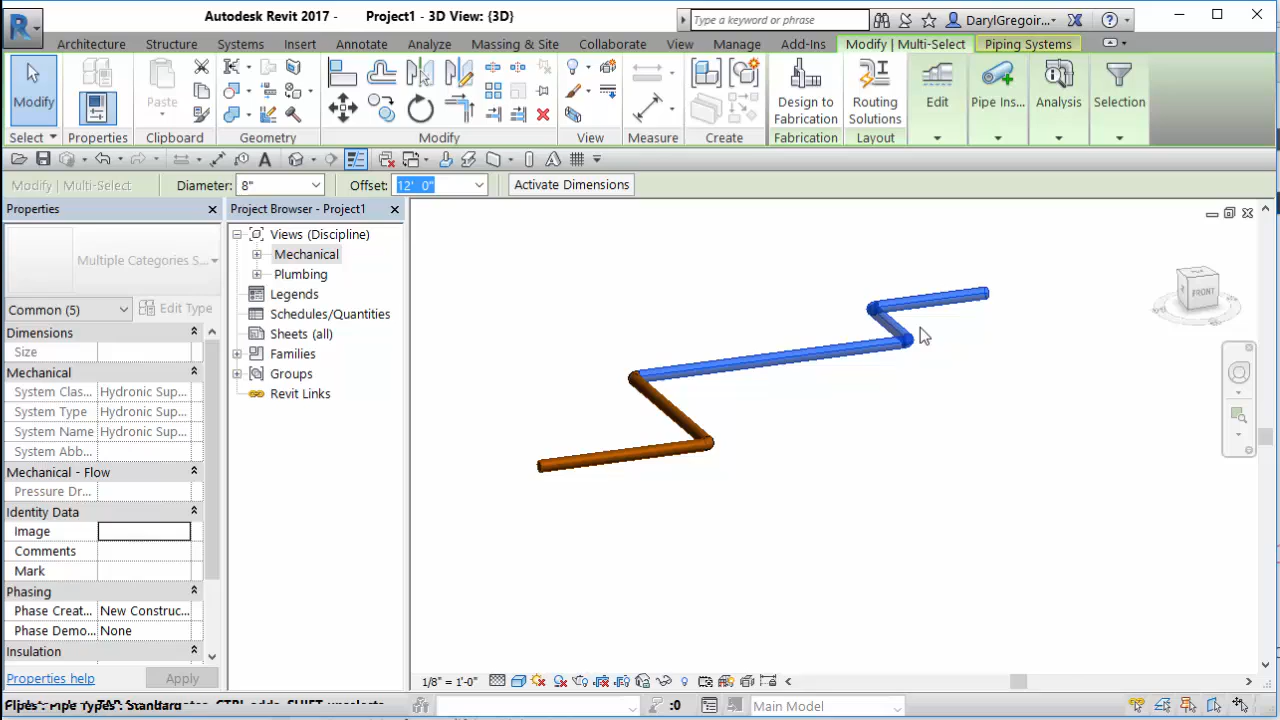 Autodesk Revit 2017 - Project1 - 3D View: {3D}
Type a keyword or phrase
DarylGregoir...
R
Architecture Structure Systems Insert Annotate Analyze Massing & Site Collaborate View Manage Add-Ins Modify | Multi-Select Piping Systems
Modify
Paste
Design to Fabrication
Routing Solutions
Edit
Pipe Ins...
Analysis
Selection
Select Properties Clipboard Geometry Modify View Measure Create Fabrication Layout
A
Modify | Multi-Select Diameter: 8" Offset: 12' 0" Activate Dimensions
Properties
Multiple Categories S...
Common (5) Edit Type
Dimensions
Size
Mechanical
System Clas... Hydronic Sup...
System Type Hydronic Sup...
System Name Hydronic Sup...
System Abb...
Mechanical - Flow
Pressure Dr...
Identity Data
Image
Comments
Mark
Phasing
Phase Creat... New Construc...
Phase Demo... None
Insulation
Properties help Apply
Project Browser - Project1
Views (Discipline)
Mechanical
Plumbing
Legends
Schedules/Quantities
Sheets (all)
Families
Groups
Revit Links
FRONT
1/8" = 1'-0"
Pipes : Pipe Types : Standard
:0
Main Model